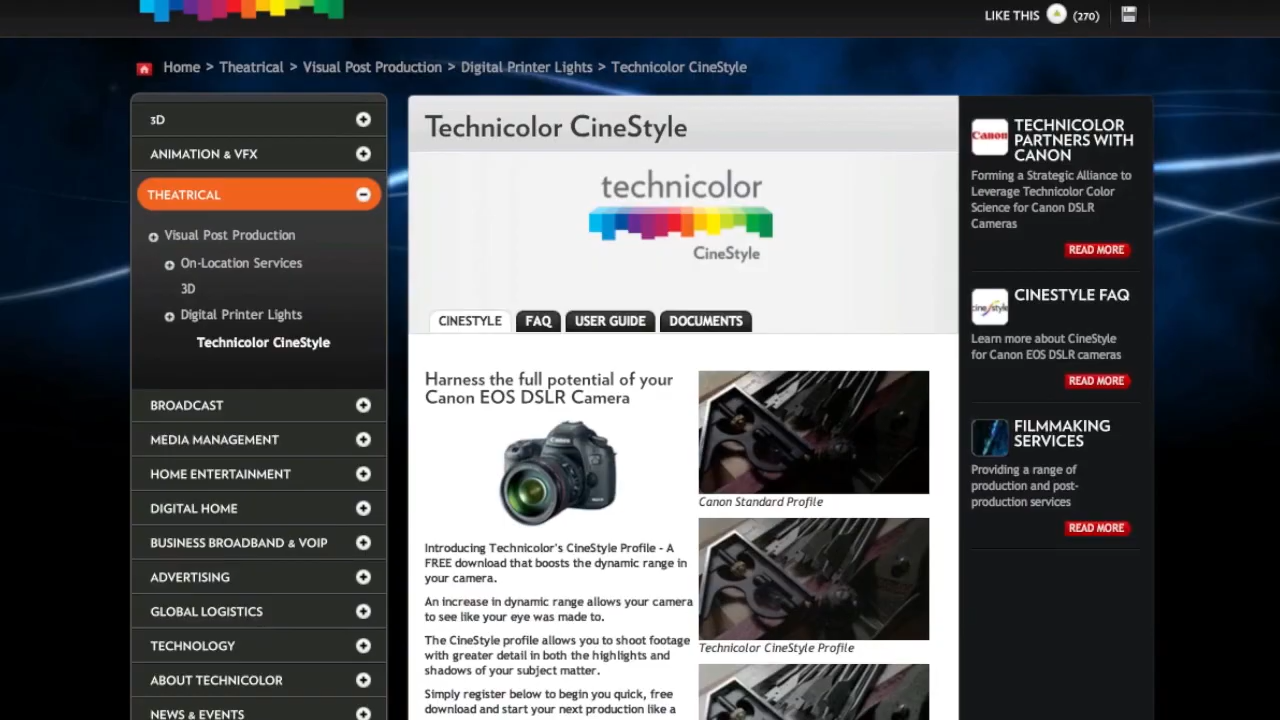 LIKE THIS (270)
Home > Theatrical > Visual Post Production > Digital Printer Lights > Technicolor CineStyle
3D
ANIMATION & VFX
THEATRICAL
Visual Post Production
On-Location Services
3D
Digital Printer Lights
Technicolor CineStyle
BROADCAST
MEDIA MANAGEMENT
HOME ENTERTAINMENT
DIGITAL HOME
BUSINESS BROADBAND & VOIP
ADVERTISING
GLOBAL LOGISTICS
TECHNOLOGY
ABOUT TECHNICOLOR
NEWS & EVENTS
Technicolor CineStyle
technicolor
CineStyle
CINESTYLE FAQ USER GUIDE DOCUMENTS
Harness the full potential of your
Canon EOS DSLR Camera
Canon
Introducing Technicolor's CineStyle Profile - A
FREE download that boosts the dynamic range in
your camera.
An increase in dynamic range allows your camera
to see like your eye was made to.
The CineStyle profile allows you to shoot footage
with greater detail in both the highlights and
shadows of your subject matter.
Simply register below to begin you quick, free
download and start your next production like a
Canon Standard Profile
Technicolor CineStyle Profile
Canon
TECHNICOLOR
PARTNERS WITH
CANON
Forming a Strategic Alliance to
Leverage Technicolor Color
Science for Canon DSLR
Cameras
READ MORE
cinestyle
CINESTYLE FAQ
Learn more about CineStyle
for Canon EOS DSLR cameras
READ MORE
FILMMAKING
SERVICES
Providing a range of
production and post-
production services
READ MORE